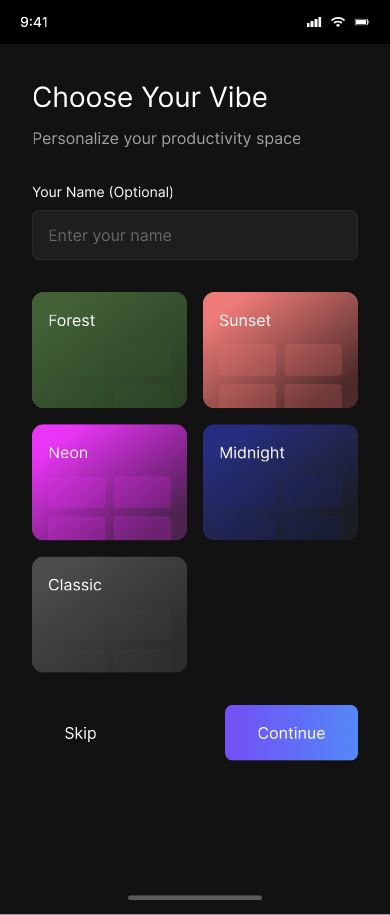 9:41
Choose Your Vibe
Personalize your productivity space
Your Name (Optional)
Enter your name
Forest
Sunset
Neon
Midnight
Classic
Skip
Continue